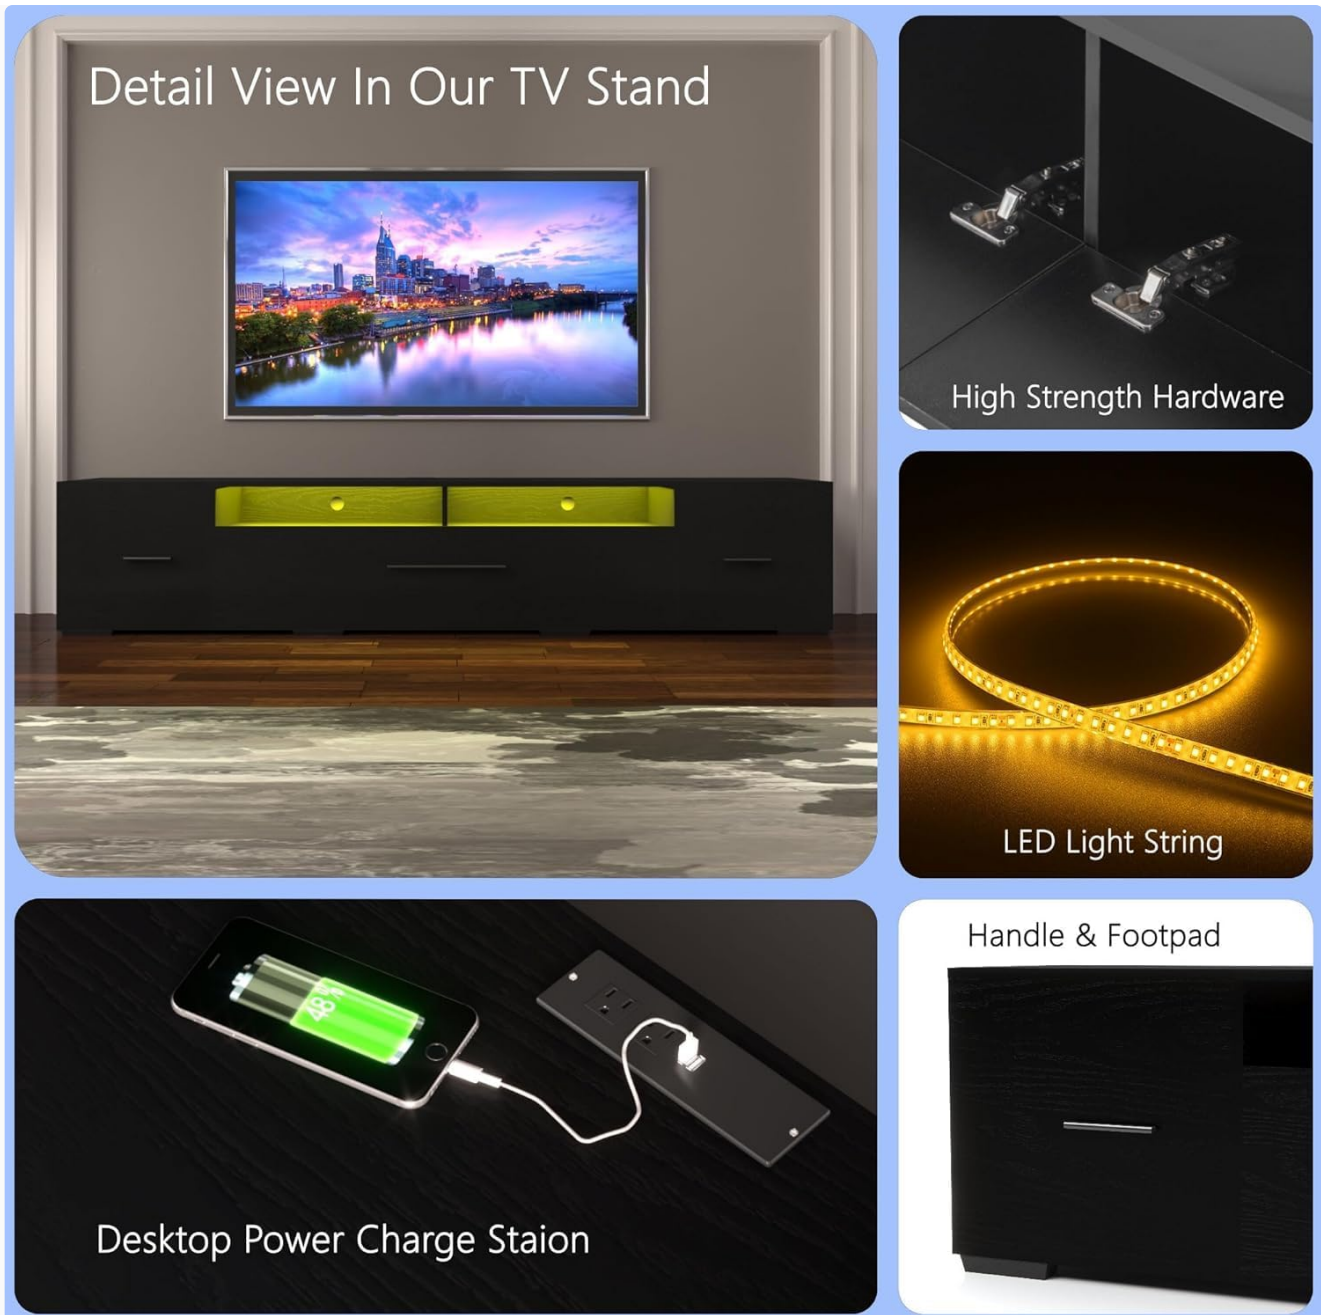 Detail View In Our TV Stand
High Strength Hardware
LED Light String
48%
Desktop Power Charge Staion
Handle & Footpad